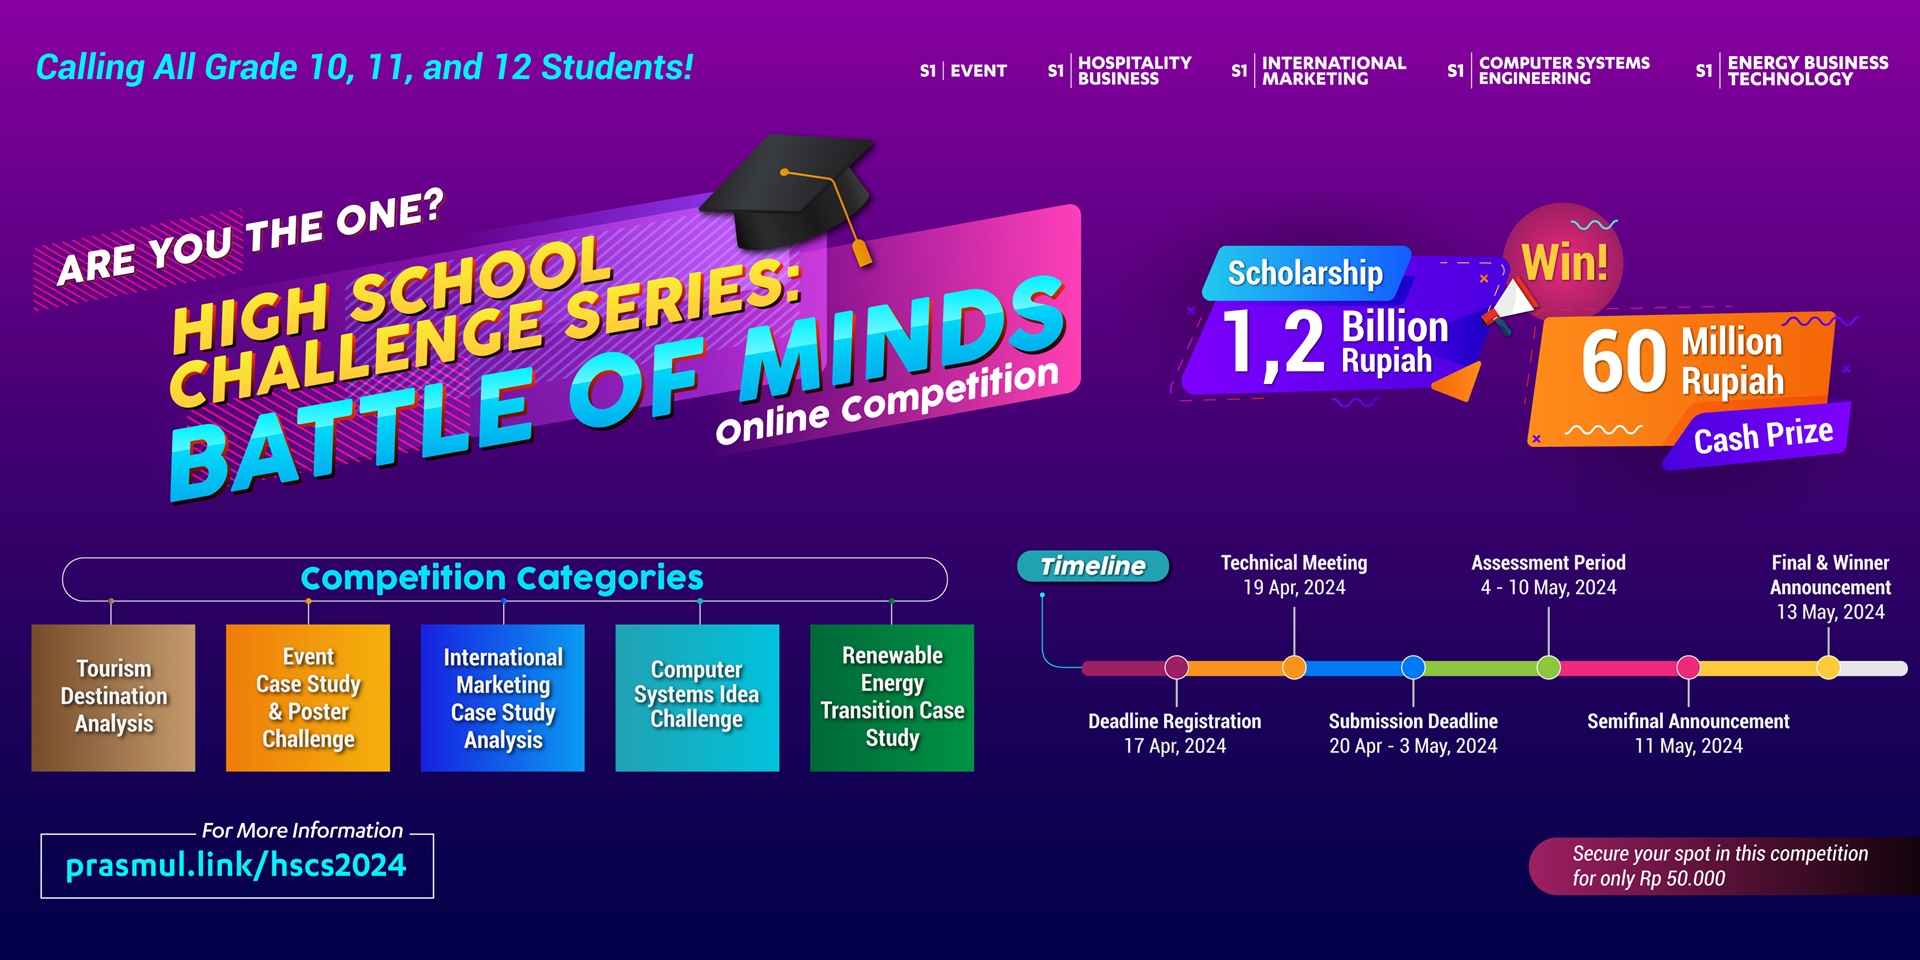 Calling All Grade 10, 11, and 12 Students!
S1 | EVENT
S1 | HOSPITALITY
BUSINESS
S1 | INTERNATIONAL
MARKETING
S1 | COMPUTER SYSTEMS
ENGINEERING
S1 | ENERGY BUSINESS
TECHNOLOGY
ARE YOU THE ONE?
HIGH SCHOOL
CHALLENGE SERIES:
BATTLE OF MINDS
Online Competition
Scholarship
1,2 Billion
Rupiah
Win!
60 Million
Rupiah
Cash Prize
Competition Categories
Tourism
Destination
Analysis
Event
Case Study
& Poster
Challenge
International
Marketing
Case Study
Analysis
Computer
Systems Idea
Challenge
Renewable
Energy
Transition Case
Study
Timeline
Deadline Registration
17 Apr, 2024
Technical Meeting
19 Apr, 2024
Submission Deadline
20 Apr - 3 May, 2024
Assessment Period
4 - 10 May, 2024
Semifinal Announcement
11 May, 2024
Final & Winner
Announcement
13 May, 2024
For More Information
prasmul.link/hscs2024
Secure your spot in this competition
for only Rp 50.000